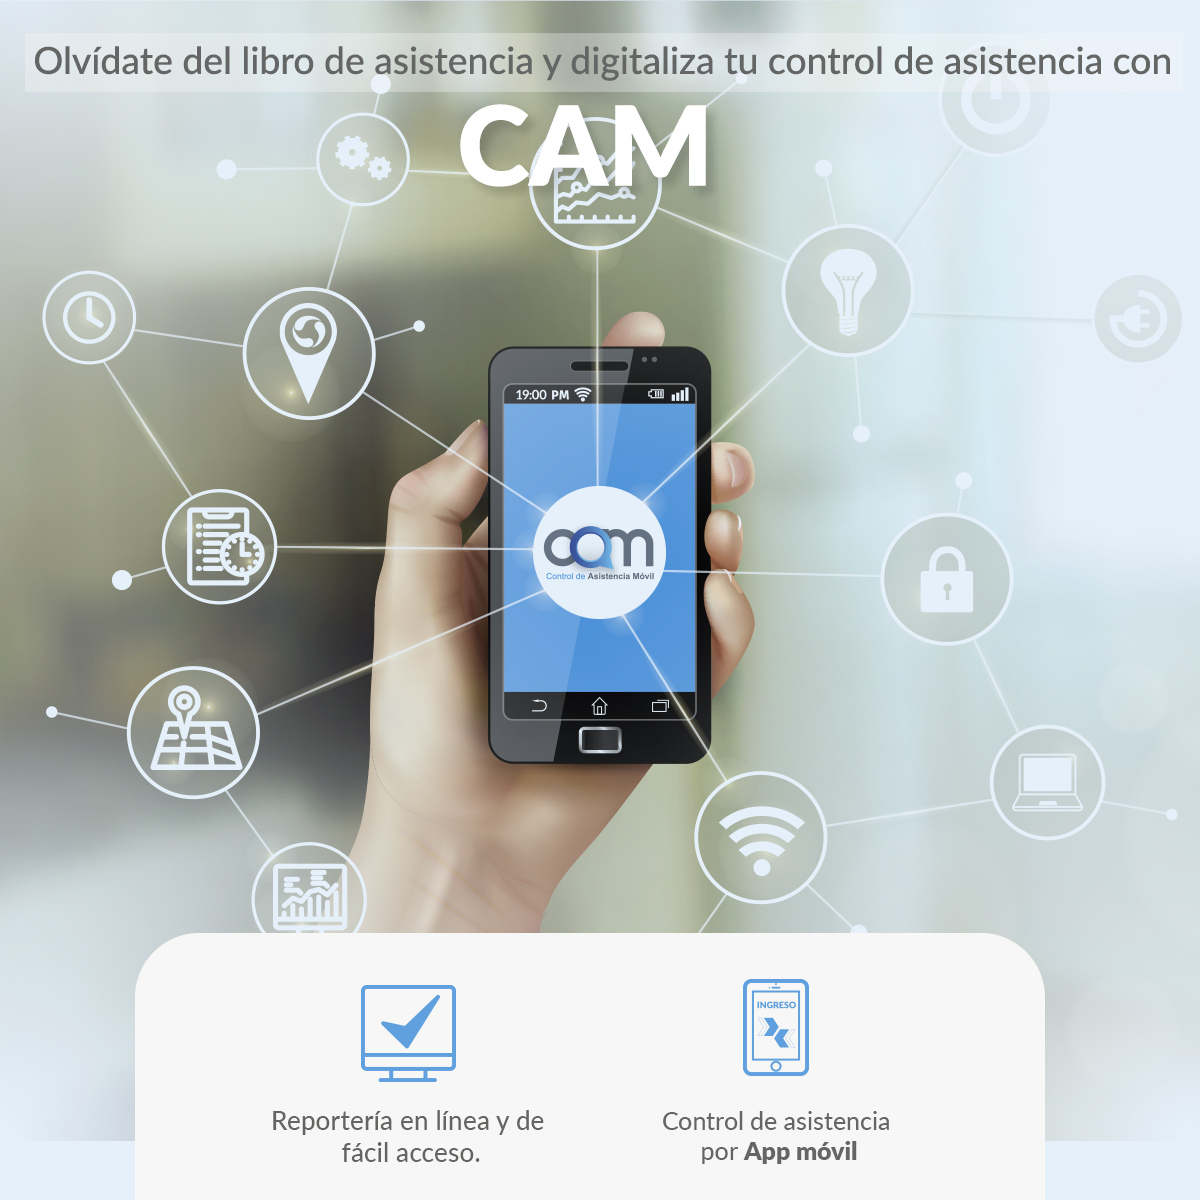 Olvídate del libro de asistencia y digitaliza tu control de asistencia con
CAM
19:00 PM
cam
Control de Asistencia Móvil
INGRESO
Reportería en línea y de
fácil acceso.
Control de asistencia
por App móvil